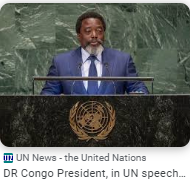 UN News - the United Nations
DR Congo President, in UN speech...